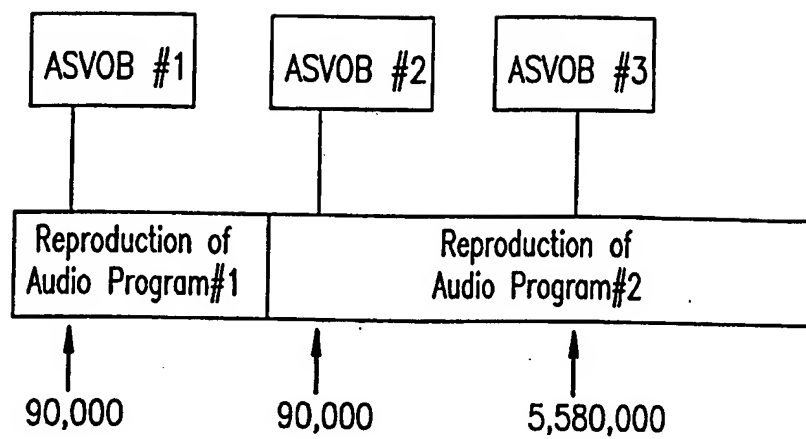 ASVOB #1
ASVOB #2
ASVOB #3
Reproduction of
Audio Program#1
Reproduction of
Audio Program#2
90,000
90,000
5,580,000